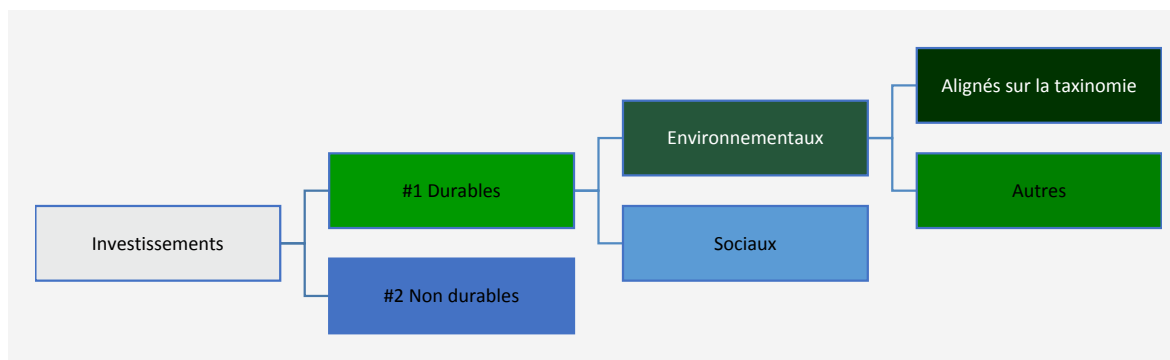 Investissements
#1 Durables
#2 Non durables
Environnementaux
Sociaux
Alignés sur la taxinomie
Autres